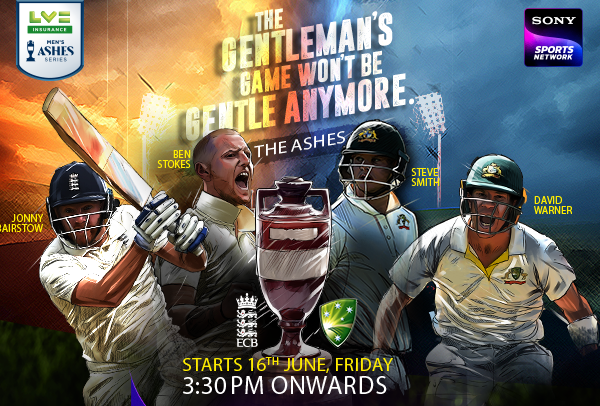 LVE
INSURANCE
MEN'S
ASHES
SERIES
THE
GENTLEMAN'S
GAME WON'T BE
GENTLE ANYMORE.
THE ASHES
SONY
SPORTS
NETWORK
BEN
STOKES
STEVE
SMITH
JONNY
BAIRSTOW
DAVID
WARNER
ECB
STARTS 16TH JUNE, FRIDAY
3:30 PM ONWARDS